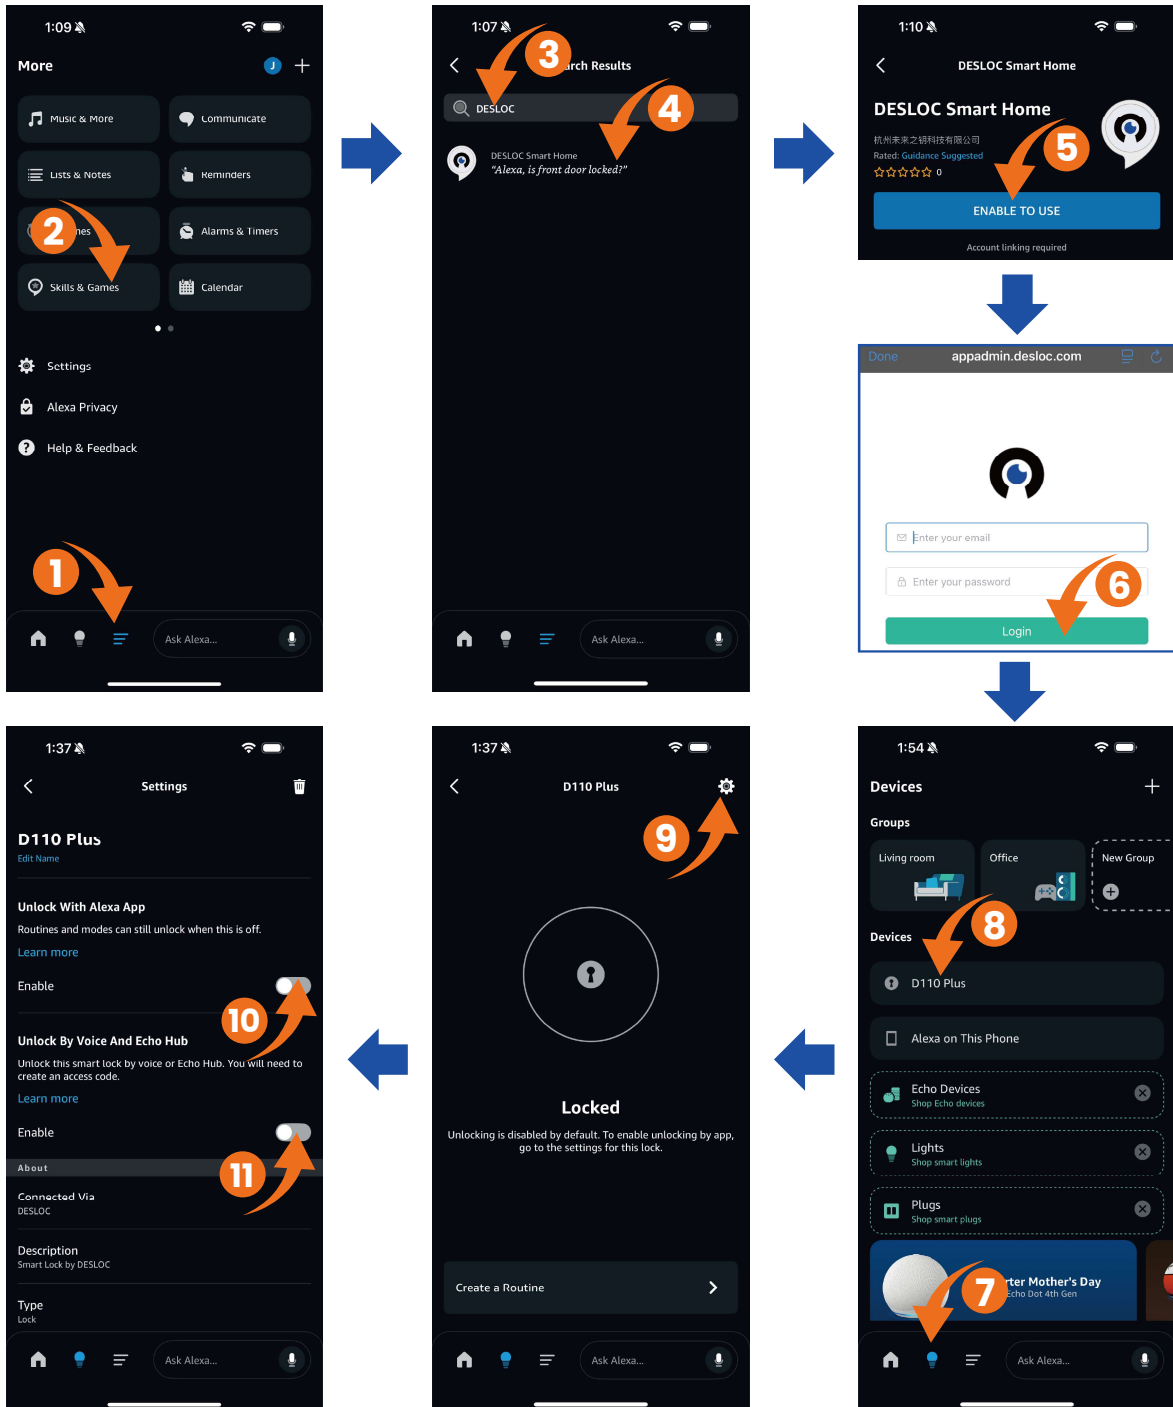 1:09
More
J
Music & More
Communicate
Lists & Notes
Reminders
2
Alarms & Timers
Skills & Games
Calendar
Settings
Alexa Privacy
Help & Feedback
1
Ask Alexa...
1:07
3
rch Results
DESLOC
4
DESLOC Smart Home
"Alexa, is front door locked?"
Ask Alexa...
1:10
DESLOC Smart Home
DESLOC Smart Home
杭州未来之钥科技有限公司
Rated: Guidance Suggested
0
5
ENABLE TO USE
Account linking required
Done
appadmin.desloc.com
Enter your email
Enter your password
6
Login
1:54
Devices
Groups
Living room
Office
New Group
8
Devices
D110 Plus
Alexa on This Phone
Echo Devices
Shop Echo devices
Lights
Shop smart lights
Plugs
Shop smart plugs
7
rter Mother's Day
Echo Dot 4th Gen
Ask Alexa...
1:37
D110 Plus
9
Locked
Unlocking is disabled by default. To enable unlocking by app,
go to the settings for this lock.
Create a Routine
Ask Alexa...
1:37
Settings
D110 Plus
Edit Name
Unlock With Alexa App
Routines and modes can still unlock when this is off.
Learn more
Enable
10
Unlock By Voice And Echo Hub
Unlock this smart lock by voice or Echo Hub. You will need to
create an access code.
Learn more
Enable
11
About
Connected Via
DESLOC
Description
Smart Lock by DESLOC
Type
Lock
Ask Alexa...